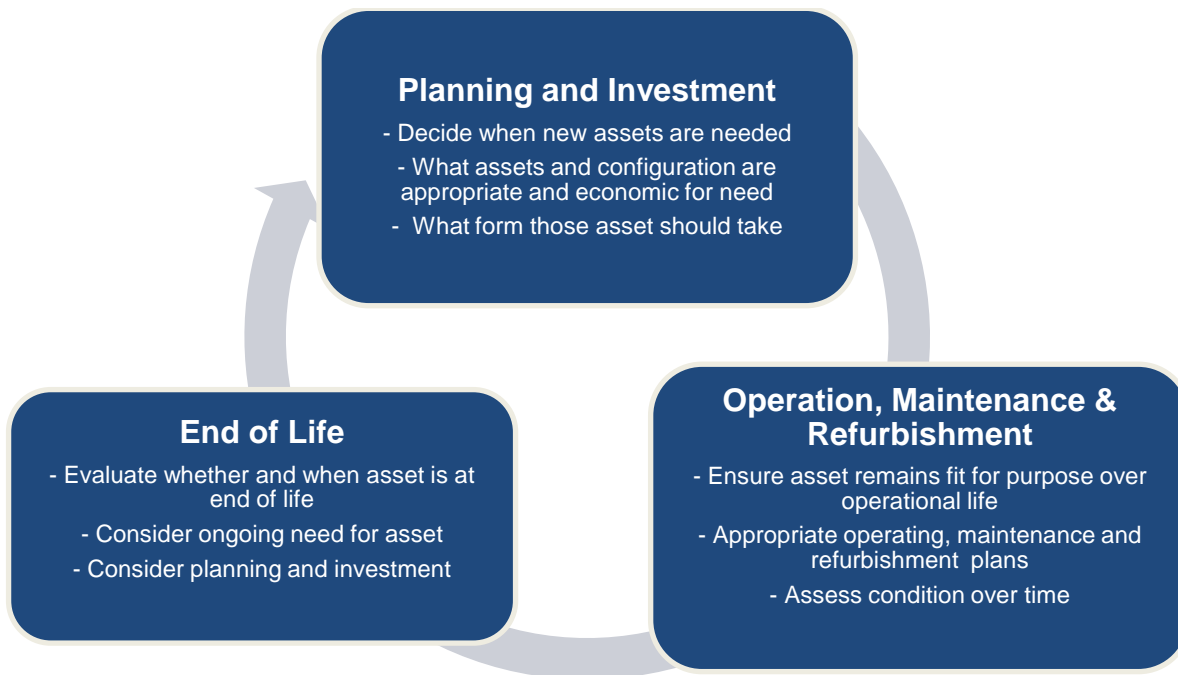 Planning and Investment
- Decide when new assets are needed
- What assets and configuration are
appropriate and economic for need
- What form those asset should take
End of Life
- Evaluate whether and when asset is at
end of life
- Consider ongoing need for asset
- Consider planning and investment
Operation, Maintenance &
Refurbishment
- Ensure asset remains fit for purpose over
operational life
- Appropriate operating, maintenance and
refurbishment plans
- Assess condition over time